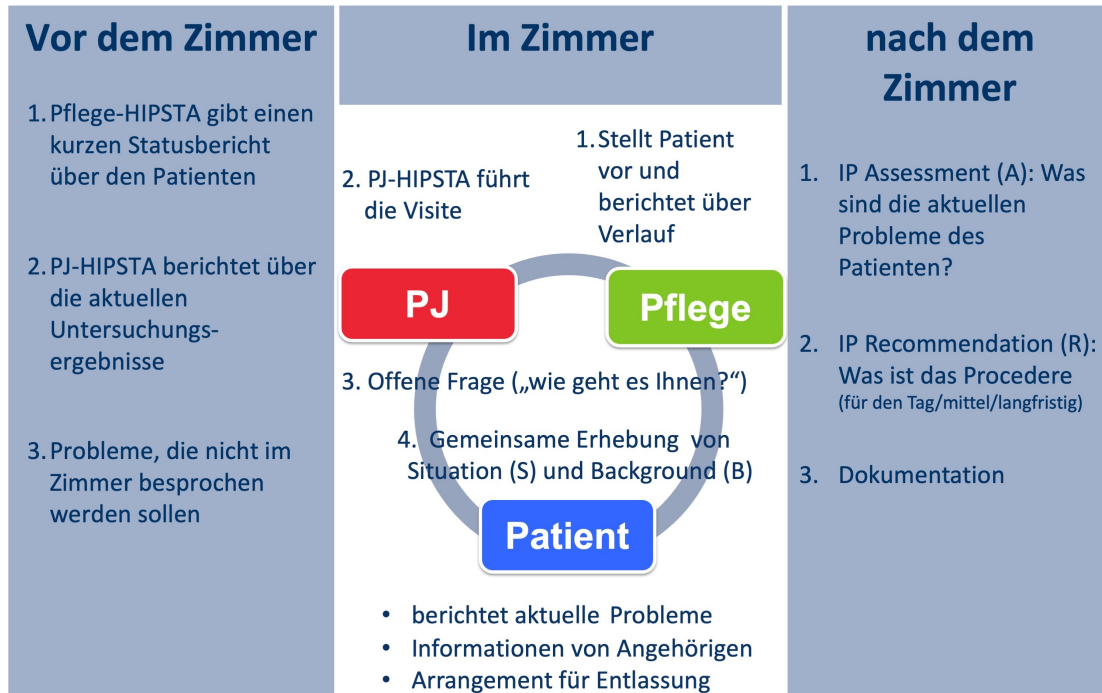 Vor dem Zimmer
1. Pflege-HIPSTA gibt einen
kurzen Statusbericht
über den Patienten
2. PJ-HIPSTA berichtet über
die aktuellen
Untersuchungs-
ergebnisse
3. Probleme, die nicht im
Zimmer besprochen
werden sollen
Im Zimmer
1. Stellt Patient
vor und
berichtet über
Verlauf
2. PJ-HIPSTA führt
die Visite
PJ
Pflege
3. Offene Frage („wie geht es Ihnen?“)
4. Gemeinsame Erhebung von
Situation (S) und Background (B)
Patient
• berichtet aktuelle Probleme
• Informationen von Angehörigen
• Arrangement für Entlassung
nach dem
Zimmer
1. IP Assessment (A): Was
sind die aktuellen
Probleme des
Patienten?
2. IP Recommendation (R):
Was ist das Procedere
(für den Tag/mittel/langfristig)
3. Dokumentation